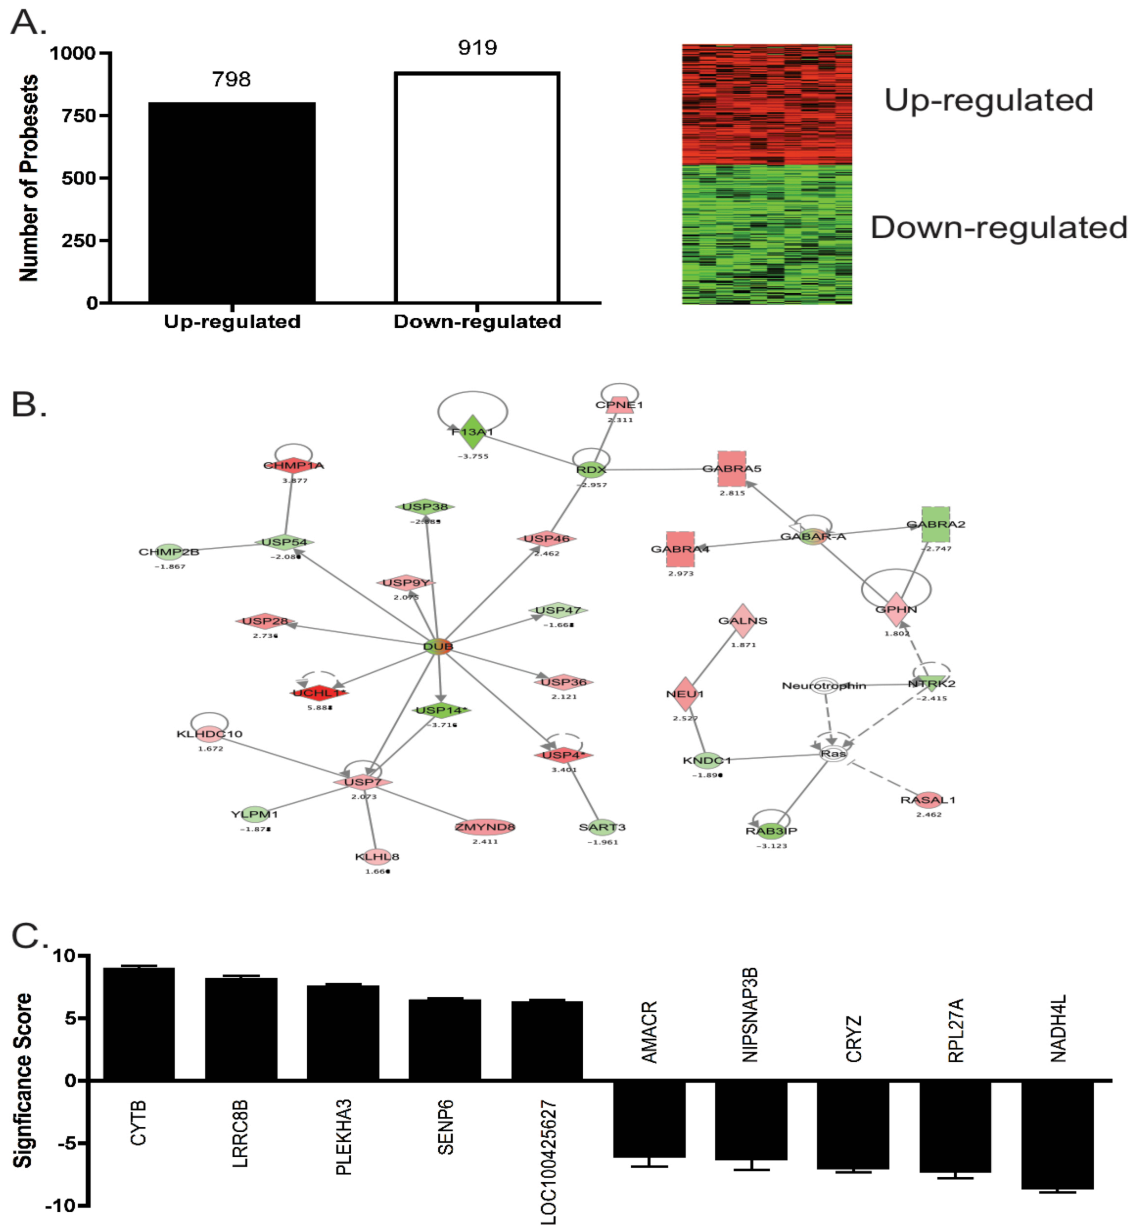 A.
1000
750
500
250
0
Number of Probesets
798
919
Up-regulated
Down-regulated
Up-regulated
Down-regulated
B.
CPNE1
2.311
F13A1
-3.755
CHMP1A
3.877
RDX
-2.957
GABRA5
2.815
USP38
GABRA2
-2.747
USP54
CHMP2B
-1.867
USP46
2.462
GABAR-A
GABRA4
2.973
USP9Y
2.075
USP47
GPHN
1.802
USP28
GALNS
1.871
DUB
USP36
2.121
Neurotrophin
NTRK2
-2.415
UCHL1*
NEU1
2.527
USP14*
KLHDC10
1.672
USP4*
3.401
KNDC1
Ras
USP7
2.073
RASAL1
2.462
YLPM1
ZMYND8
2.411
SART3
-1.961
RAB3IP
-3.123
KLHL8
C.
10
5
0
-5
-10
Signficance Score
CYTB
LRRC8B
PLEKHA3
SENP6
LOC100425627
AMACR
NIPSNAP3B
CRYZ
RPL27A
NADH4L